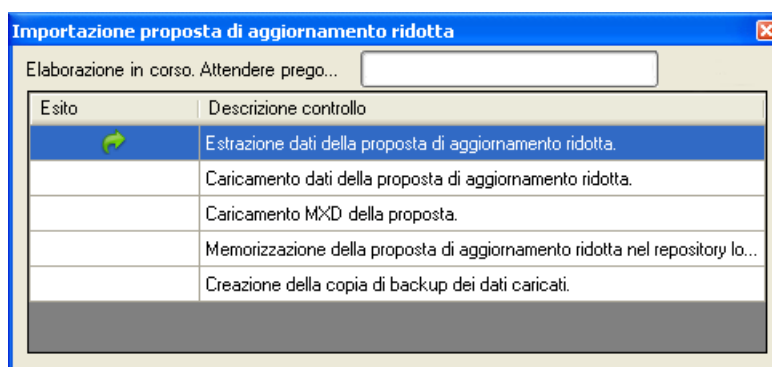 Importazione proposta di aggiornamento ridotta
Elaborazione in corso. Attendere prego...
Esito Descrizione controllo
Estrazione dati della proposta di aggiornamento ridotta.
Caricamento dati della proposta di aggiornamento ridotta.
Caricamento MXD della proposta.
Memorizzazione della proposta di aggiornamento ridotta nel repository lo...
Creazione della copia di backup dei dati caricati.